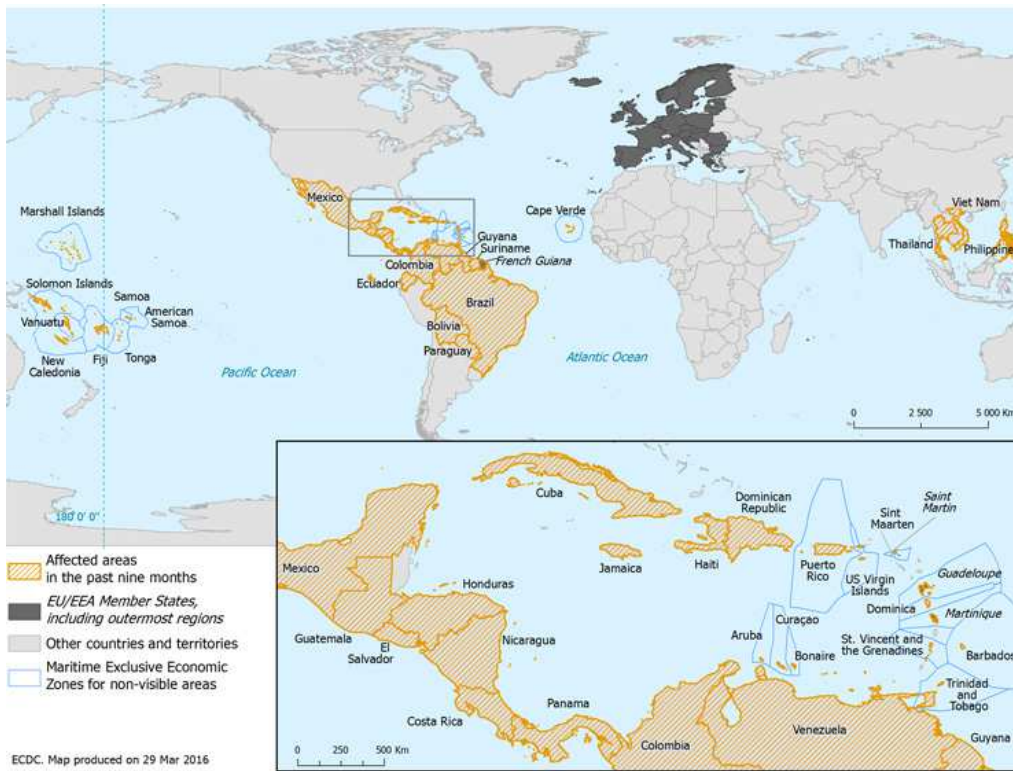 Mexico
Marshall Islands
Cape Verde
Viet Nam
Thailand
Philippine
Guyana
Suriname
French Guiana
Colombia
Ecuador
Brazil
Bolivia
Paraguay
Solomon Islands
Samoa
American
Samoa
Vanuatu
New
Caledonia
Fiji
Tonga
Pacific Ocean
Atlantic Ocean
0 2 500 5 000 Km
180°0' 0"
Affected areas
in the past nine months
EU/EEA Member States,
including outermost regions
Other countries and territories
Maritime Exclusive Economic
Zones for non-visible areas
ECDC. Map produced on 29 Mar 2016
Cuba
Dominican
Republic
Sint
Maarten
Saint
Martin
Mexico
Jamaica
Haiti
Puerto
Rico
US Virgin
Islands
Guadeloupe
Honduras
Dominica
Martinique
Guatemala
El
Salvador
Nicaragua
Aruba
Curaçao
Bonaire
St. Vincent and
the Grenadines
Barbados
Trinidad
and
Tobago
Costa Rica
Panama
Venezuela
Colombia
Guyana
0 250 500 Km